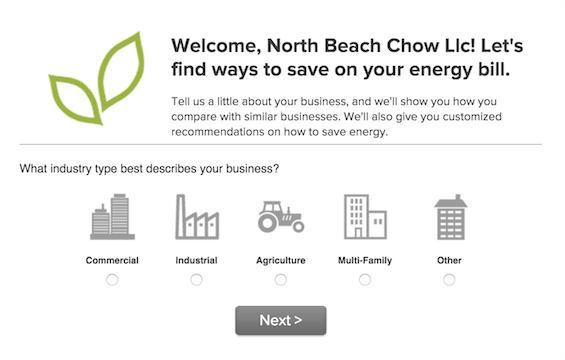 Welcome, North Beach Chow Llc! Let's
find ways to save on your energy bill.
Tell us a little about your business, and we'll show you how you
compare with similar businesses. We'll also give you customized
recommendations on how to save energy.
What industry type best describes your business?
Commercial
Industrial
Agriculture
Multi-Family
Other
Next >